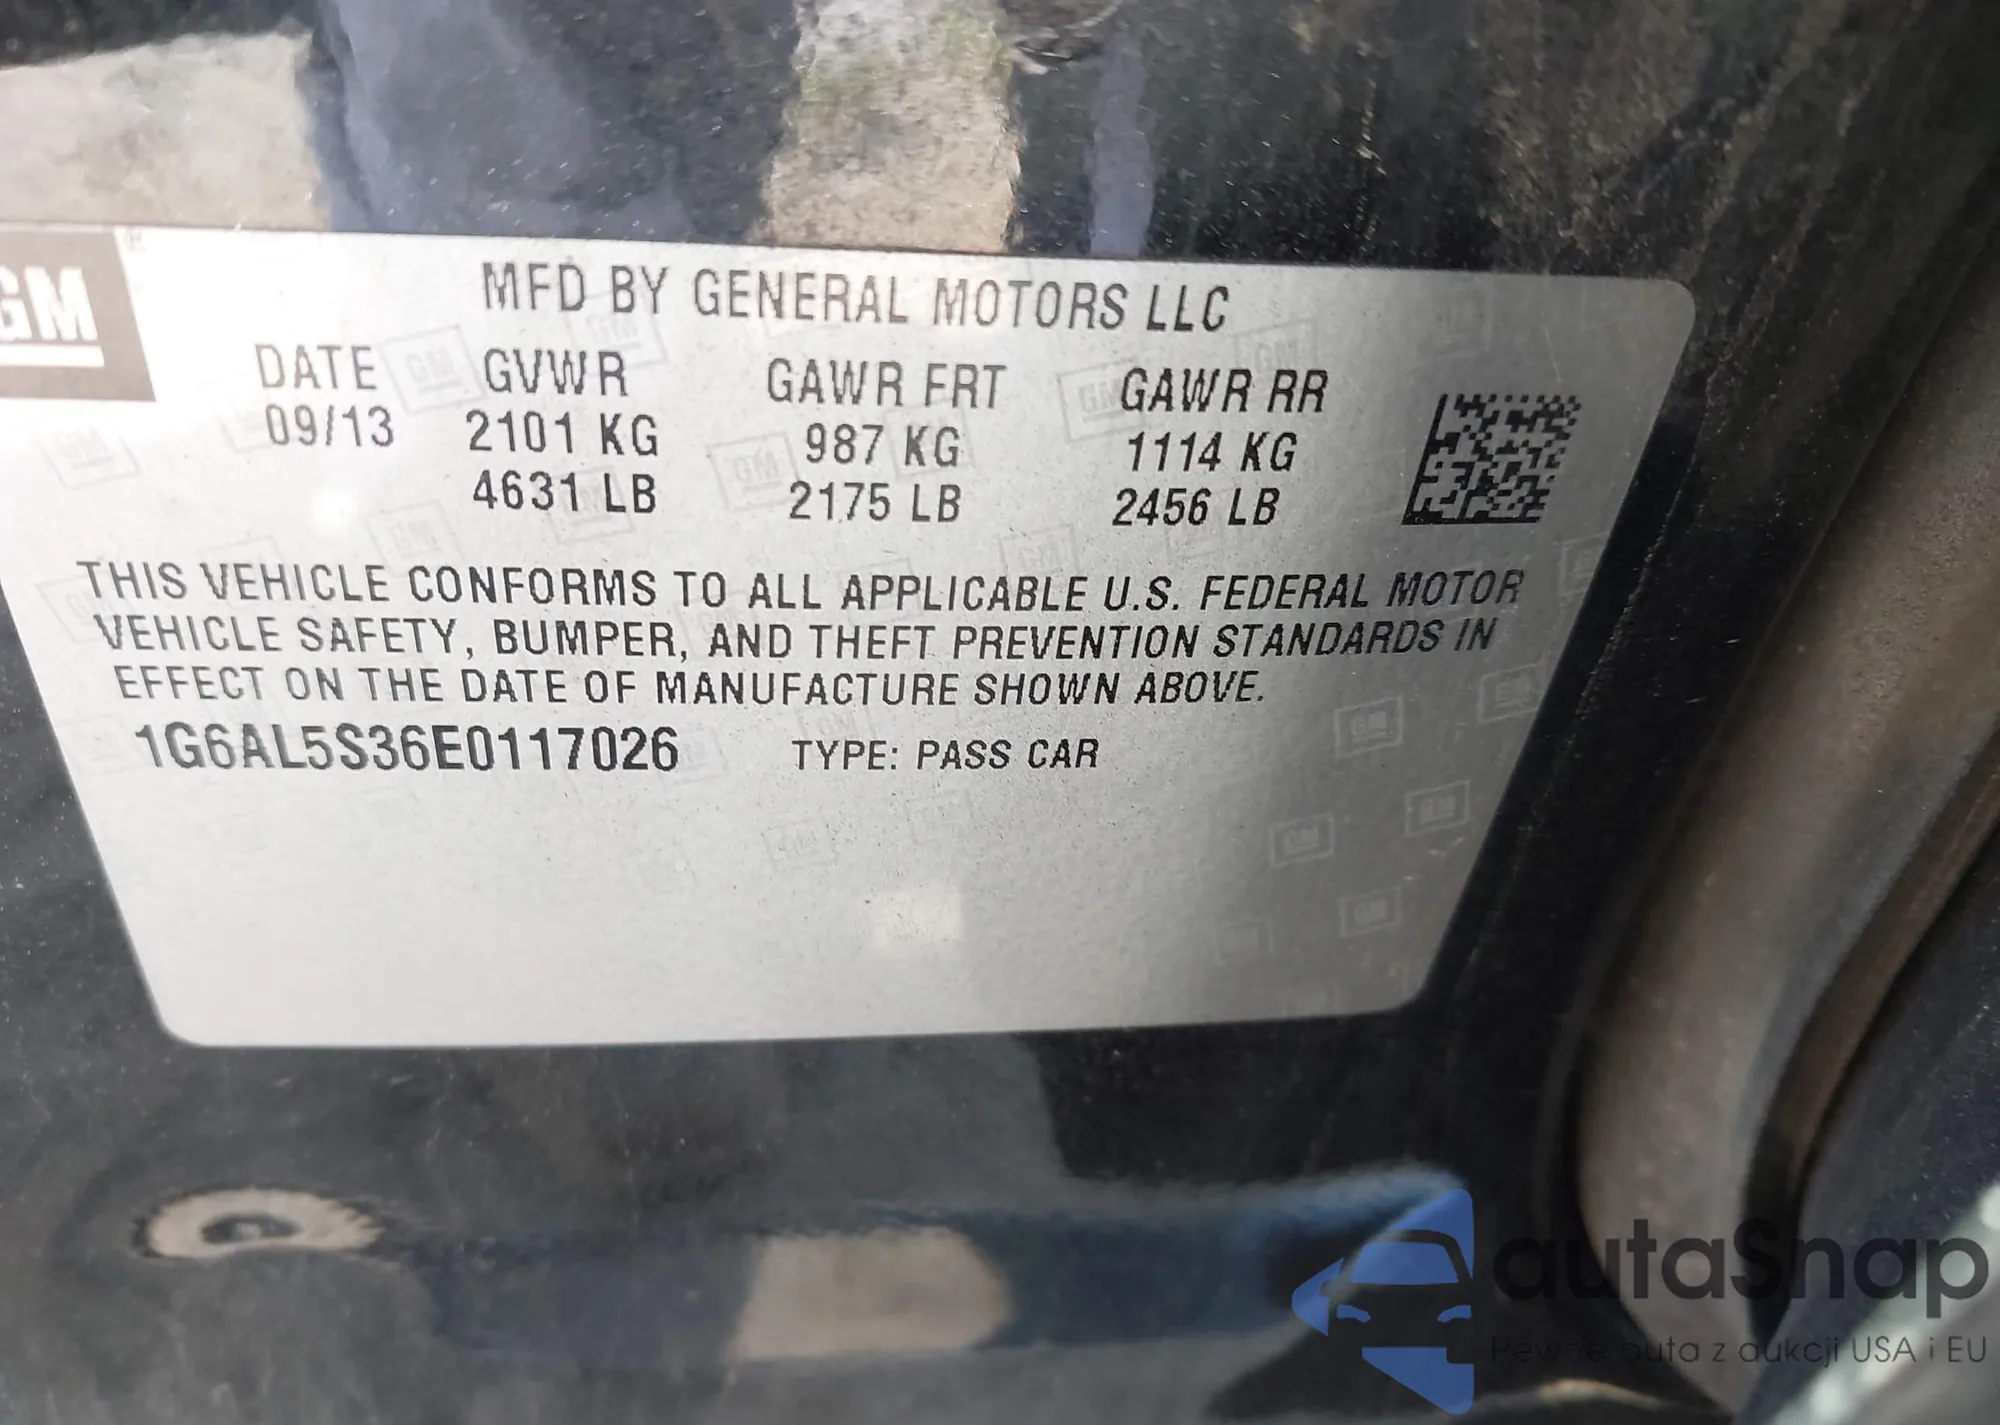 GM
MFD BY GENERAL MOTORS LLC
DATE GVWR GAWR FRT GAWR RR
09/13 2101 KG 987 KG 1114 KG
4631 LB 2175 LB 2456 LB
THIS VEHICLE CONFORMS TO ALL APPLICABLE U.S. FEDERAL MOTOR
VEHICLE SAFETY, BUMPER, AND THEFT PREVENTION STANDARDS IN
EFFECT ON THE DATE OF MANUFACTURE SHOWN ABOVE.
1G6AL5S36E0117026 TYPE: PASS CAR
autaSnap
Pewne auta z aukcji USA i EU